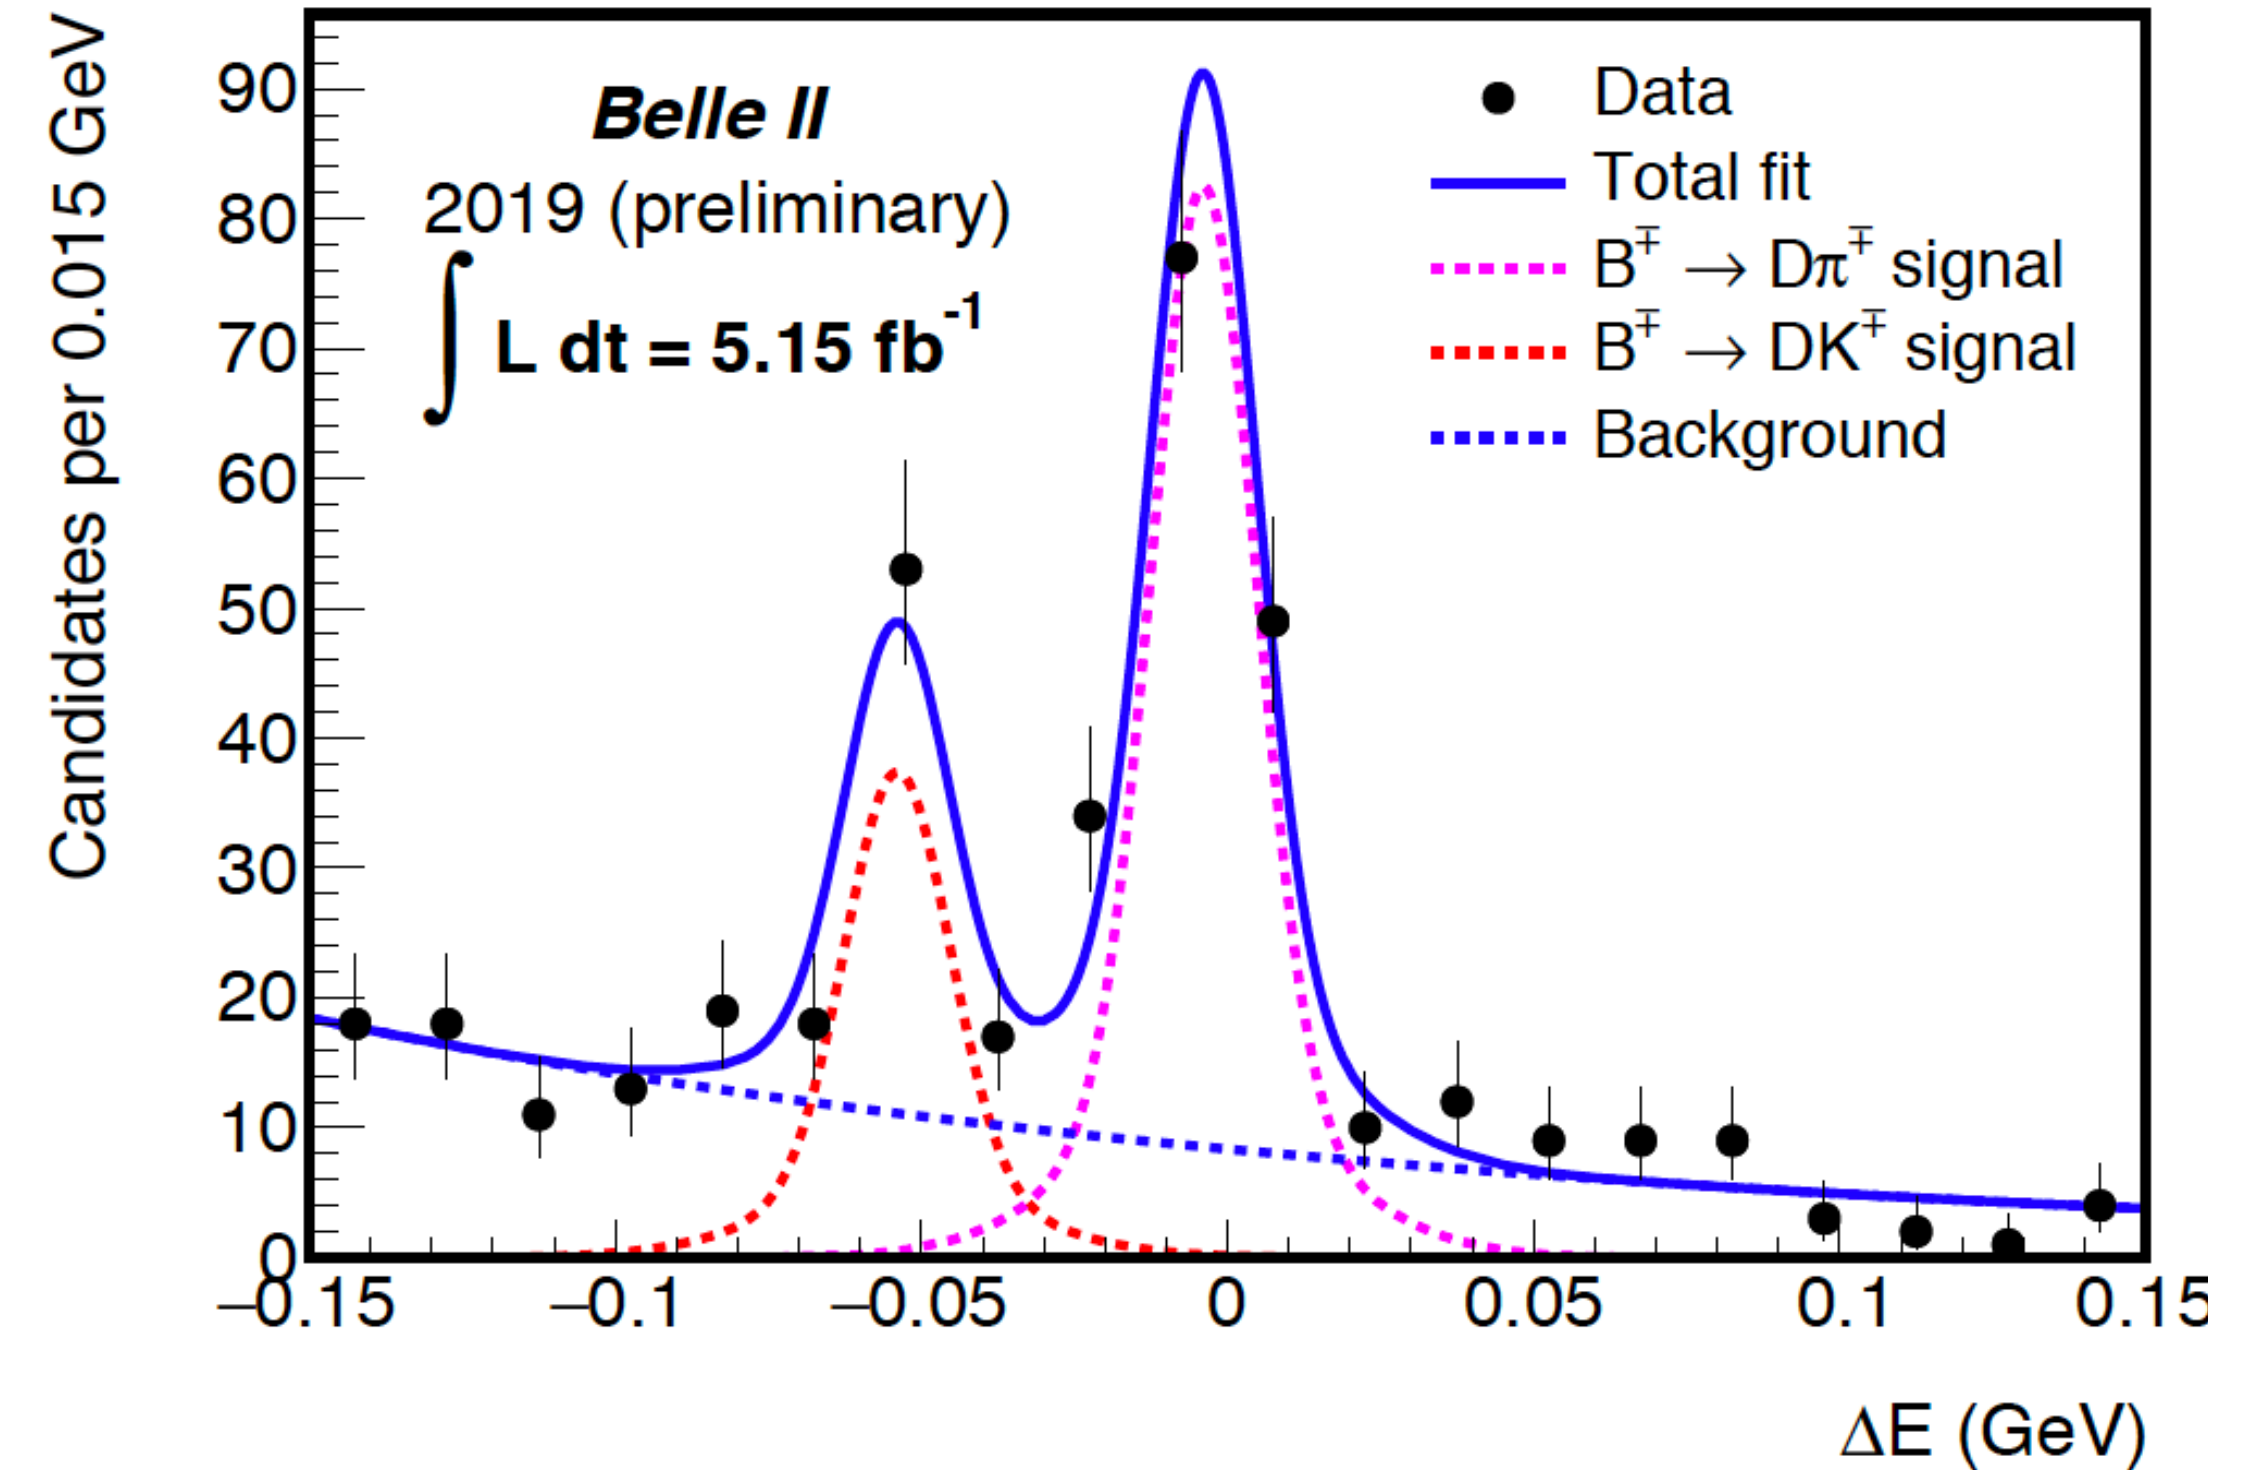 Candidates per 0.015 GeV
90
80
70
60
50
40
30
20
10
0
Belle II
2019 (preliminary)
∫ L dt = 5.15 fb⁻¹
Data
Total fit
B∓ → Dπ∓ signal
B∓ → DK∓ signal
Background
–0.15 –0.1 –0.05 0 0.05 0.1 0.15
ΔE (GeV)